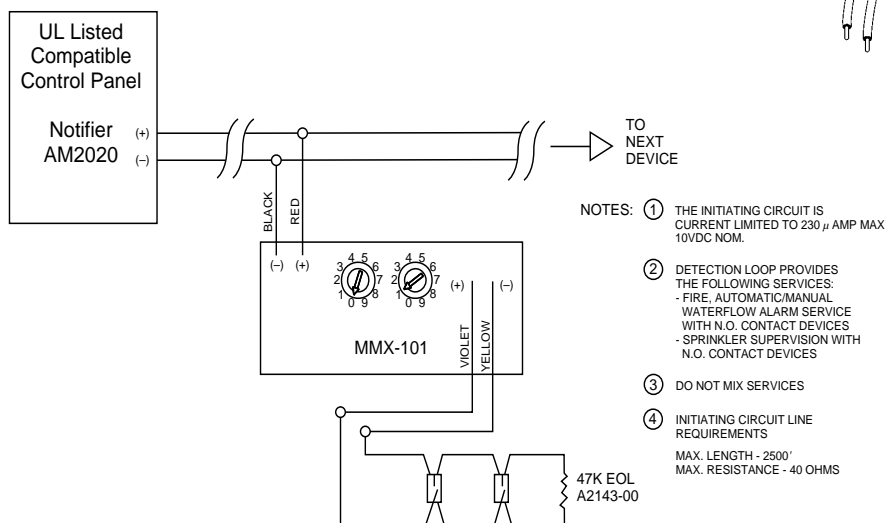 UL Listed
Compatible
Control Panel
Notifier (+)
AM2020 (–)
TO
NEXT
DEVICE
BLACK
RED
(–) (+)
2 3 4 5 6 7 8 9 0 1
2 3 4 5 6 7 8 9 0 1
(+) (–)
VIOLET
YELLOW
MMX-101
47K EOL
A2143-00
NOTES: 1 THE INITIATING CIRCUIT IS
CURRENT LIMITED TO 230 μ AMP MAX
10VDC NOM.
2 DETECTION LOOP PROVIDES
THE FOLLOWING SERVICES:
- FIRE, AUTOMATIC/MANUAL
WATERFLOW ALARM SERVICE
WITH N.O. CONTACT DEVICES
- SPRINKLER SUPERVISION WITH
N.O. CONTACT DEVICES
3 DO NOT MIX SERVICES
4 INITIATING CIRCUIT LINE
REQUIREMENTS
MAX. LENGTH - 2500′
MAX. RESISTANCE - 40 OHMS